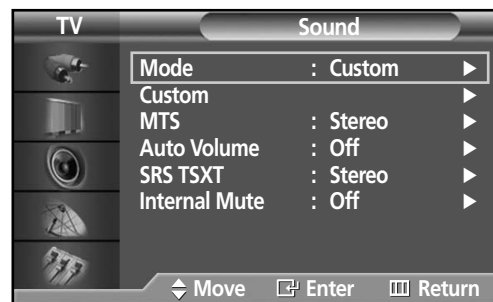 TV Sound
Mode : Custom
Custom
MTS : Stereo
Auto Volume : Off
SRS TSXT : Stereo
Internal Mute : Off
Move Enter Return